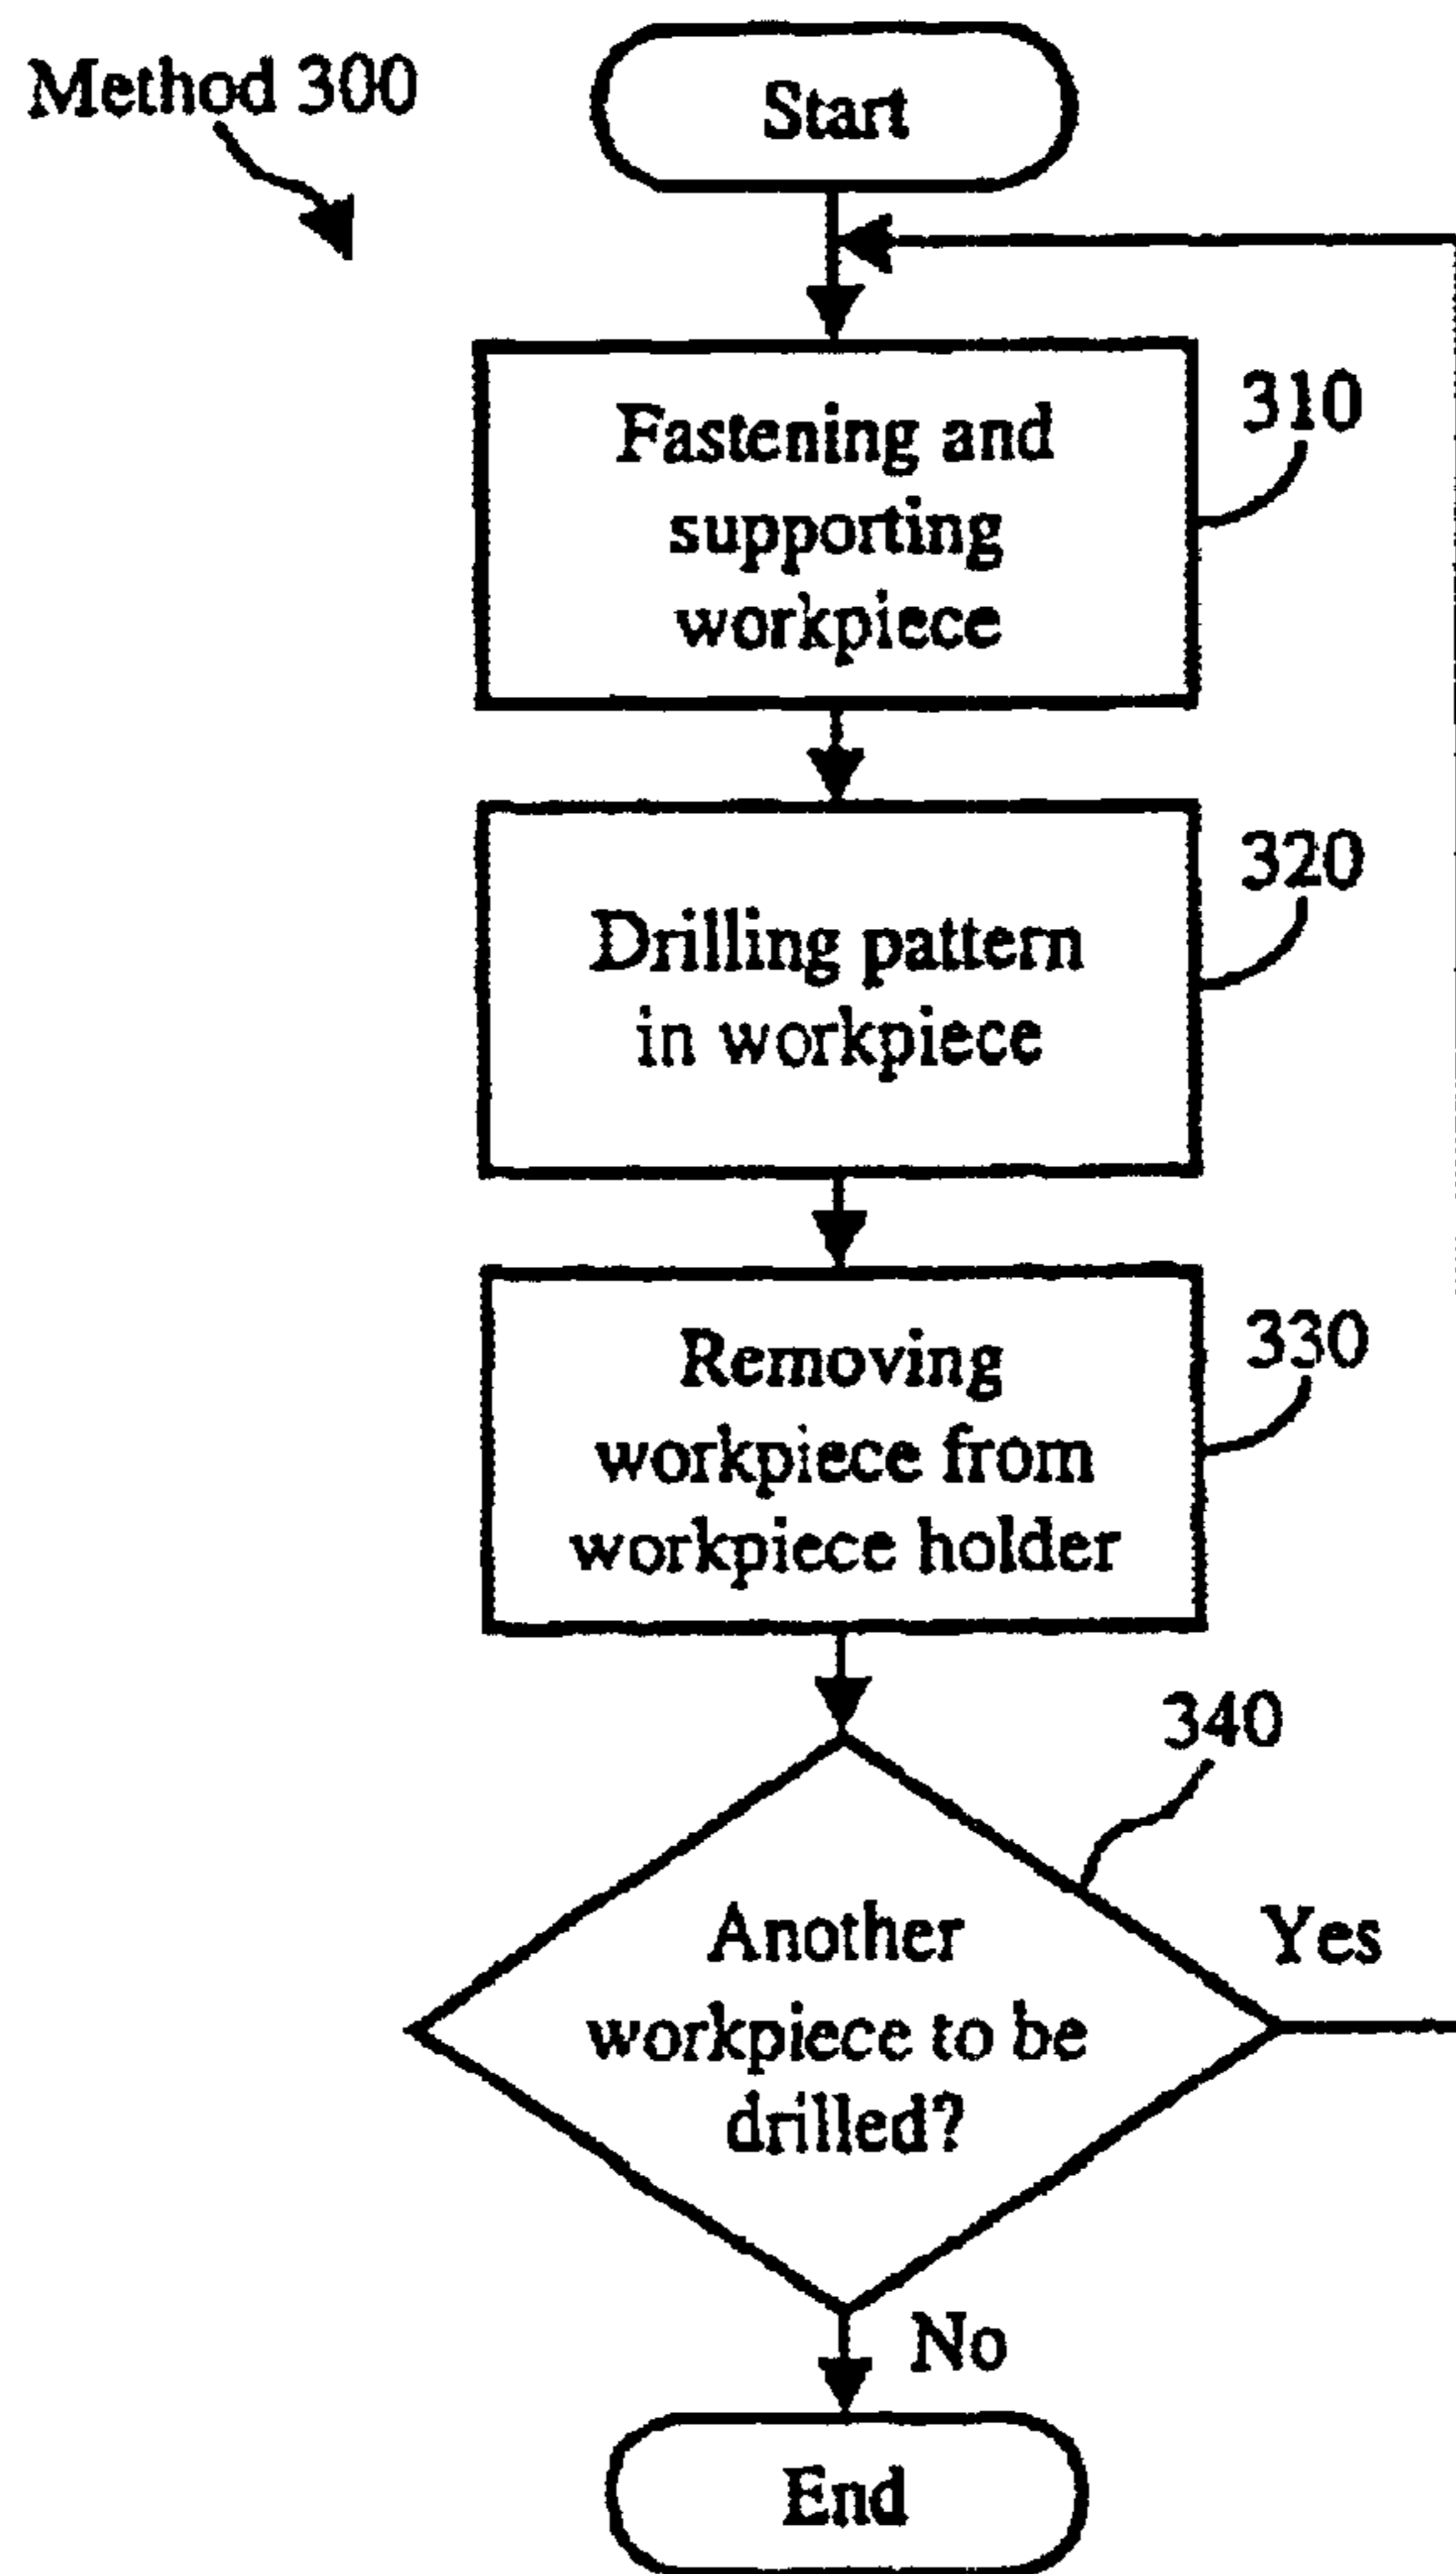 Method 300
Start
Fastening and
supporting
workpiece
310
Drilling pattern
in workpiece
320
Removing
workpiece from
workpiece holder
330
340
Another
workpiece to be
drilled?
Yes
No
End